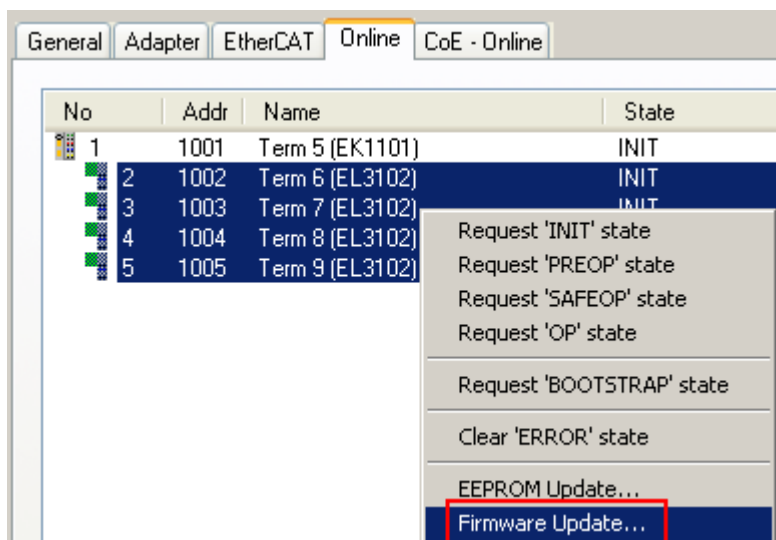 General Adapter EtherCAT Online CoE - Online
No Addr Name State
1 1001 Term 5 (EK1101) INIT
2 1002 Term 6 (EL3102) INIT
3 1003 Term 7 (EL3102) INIT
4 1004 Term 8 (EL3102)
5 1005 Term 9 (EL3102)
Request 'INIT' state
Request 'PREOP' state
Request 'SAFEOP' state
Request 'OP' state
Request 'BOOTSTRAP' state
Clear 'ERROR' state
EEPROM Update...
Firmware Update...